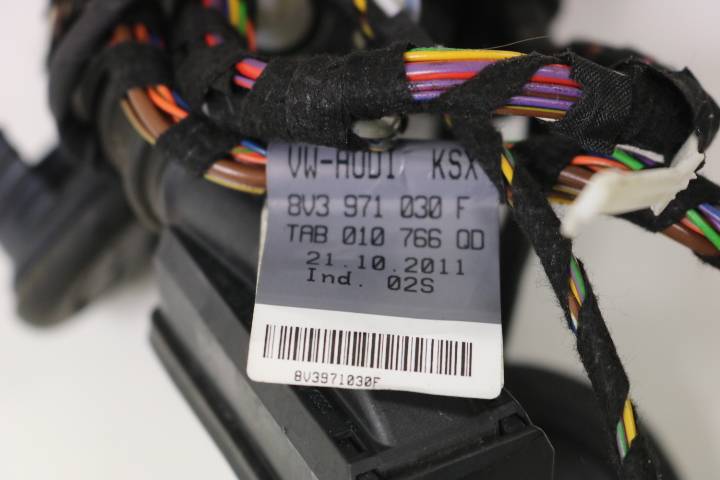 VW-AUDI KSX
8V3 971 030 F
TAB 010 766 QD
21.10.2011
Ind. 02S
8V3971030F